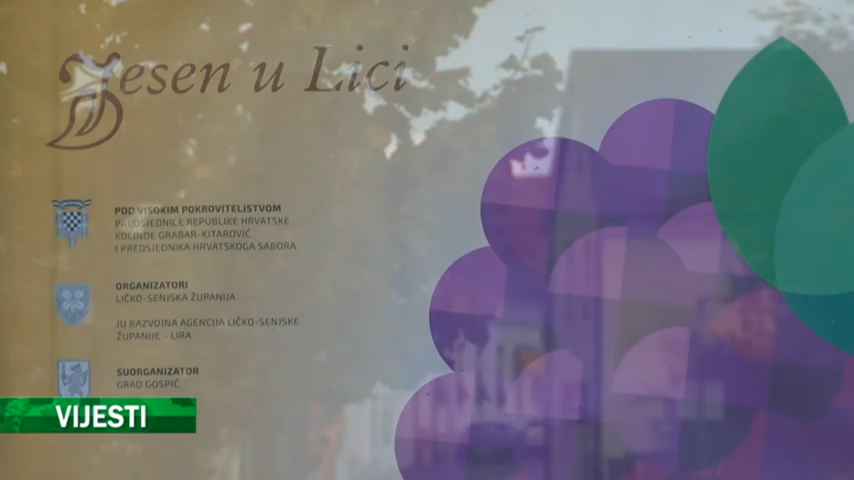 Jesen u Lici
POD VISOKIM POKROVITELJSTVOM
PREDSJEDNICE REPUBLIKE HRVATSKE
KOLINDE GRABAR-KITAROVIĆ
I PREDSJEDNIKA HRVATSKOGA SABORA
ORGANIZATORI
LIČKO-SENJSKA ŽUPANIJA
JU RAZVOJNA AGENCIJA LIČKO-SENJSKE
ŽUPANIJE - LIRA
SUORGANIZATOR
GRAD GOSPIĆ
VIJESTI